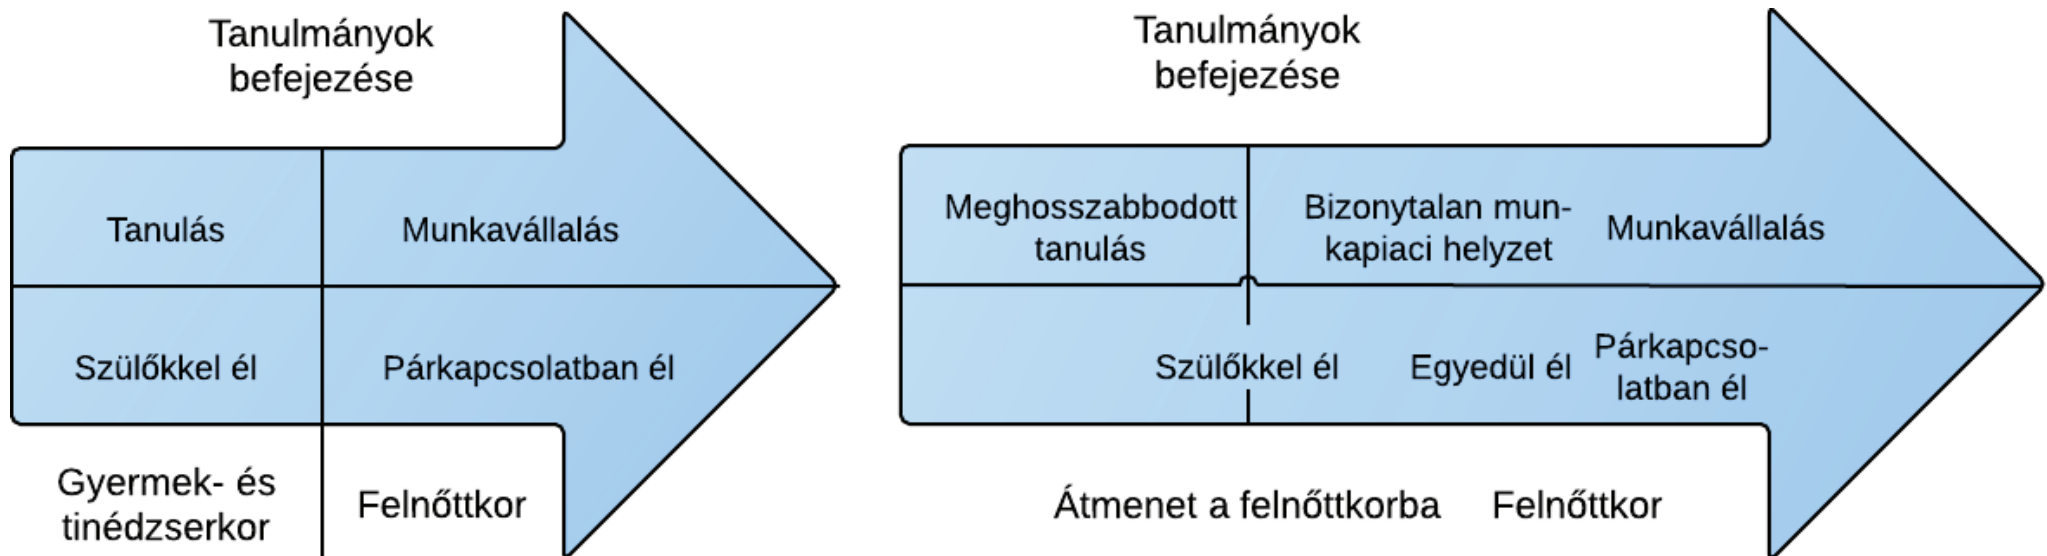 Tanulmányok
befejezése
Tanulás
Munkavállalás
Szülőkkel él
Párkapcsolatban él
Gyermek- és
tinédzserkor
Felnőttkor
Tanulmányok
befejezése
Meghosszabbodott
tanulás
Bizonytalan mun-
kapiaci helyzet
Munkavállalás
Szülőkkel él
Egyedül él
Párkapcso-
latban él
Átmenet a felnőttkorba
Felnőttkor